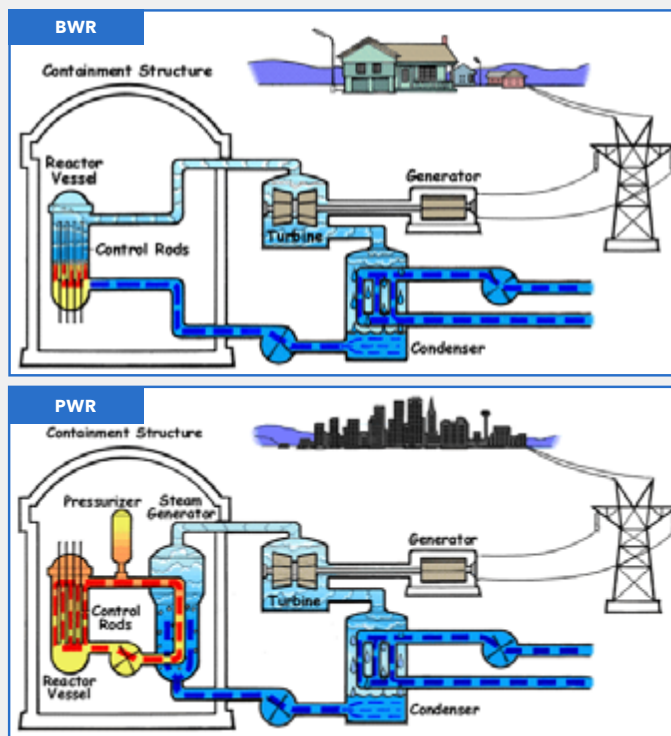 BWR
Containment Structure
Reactor
Vessel
Generator
Control Rods
Turbine
Condenser
PWR
Containment Structure
Pressurizer
Steam
Generator
Generator
Control
Rods
Turbine
Reactor
Vessel
Condenser